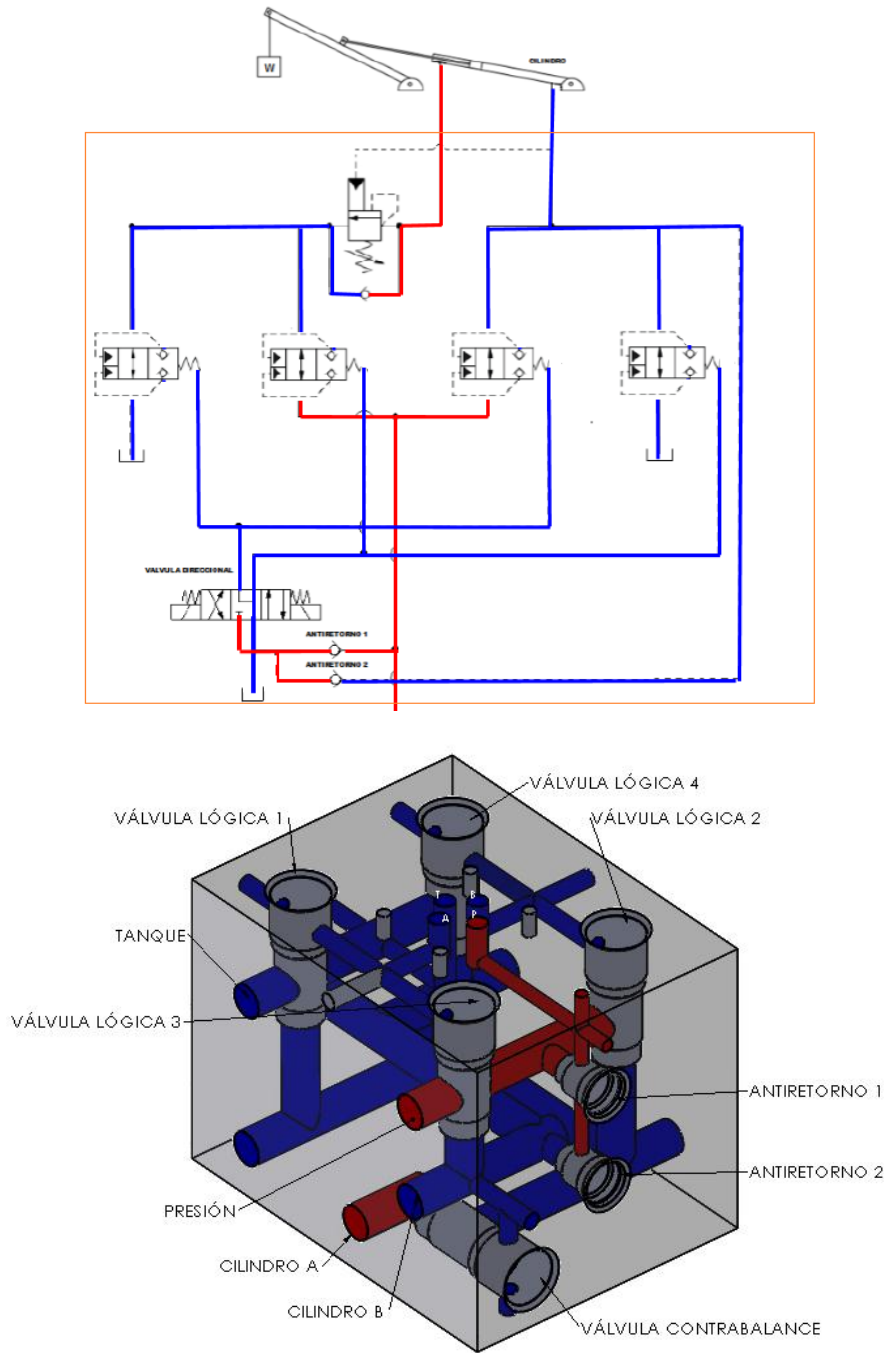 CILINDRO
W
VALVULA DIRECCIONAL
ANTIRETORNO 1
ANTIRETORNO 2
VÁLVULA LÓGICA 4
VÁLVULA LÓGICA 1
VÁLVULA LÓGICA 2
T
B
A
P
TANQUE
VÁLVULA LÓGICA 3
ANTIRETORNO 1
ANTIRETORNO 2
PRESIÓN
CILINDRO A
CILINDRO B
VÁLVULA CONTRABALANCE